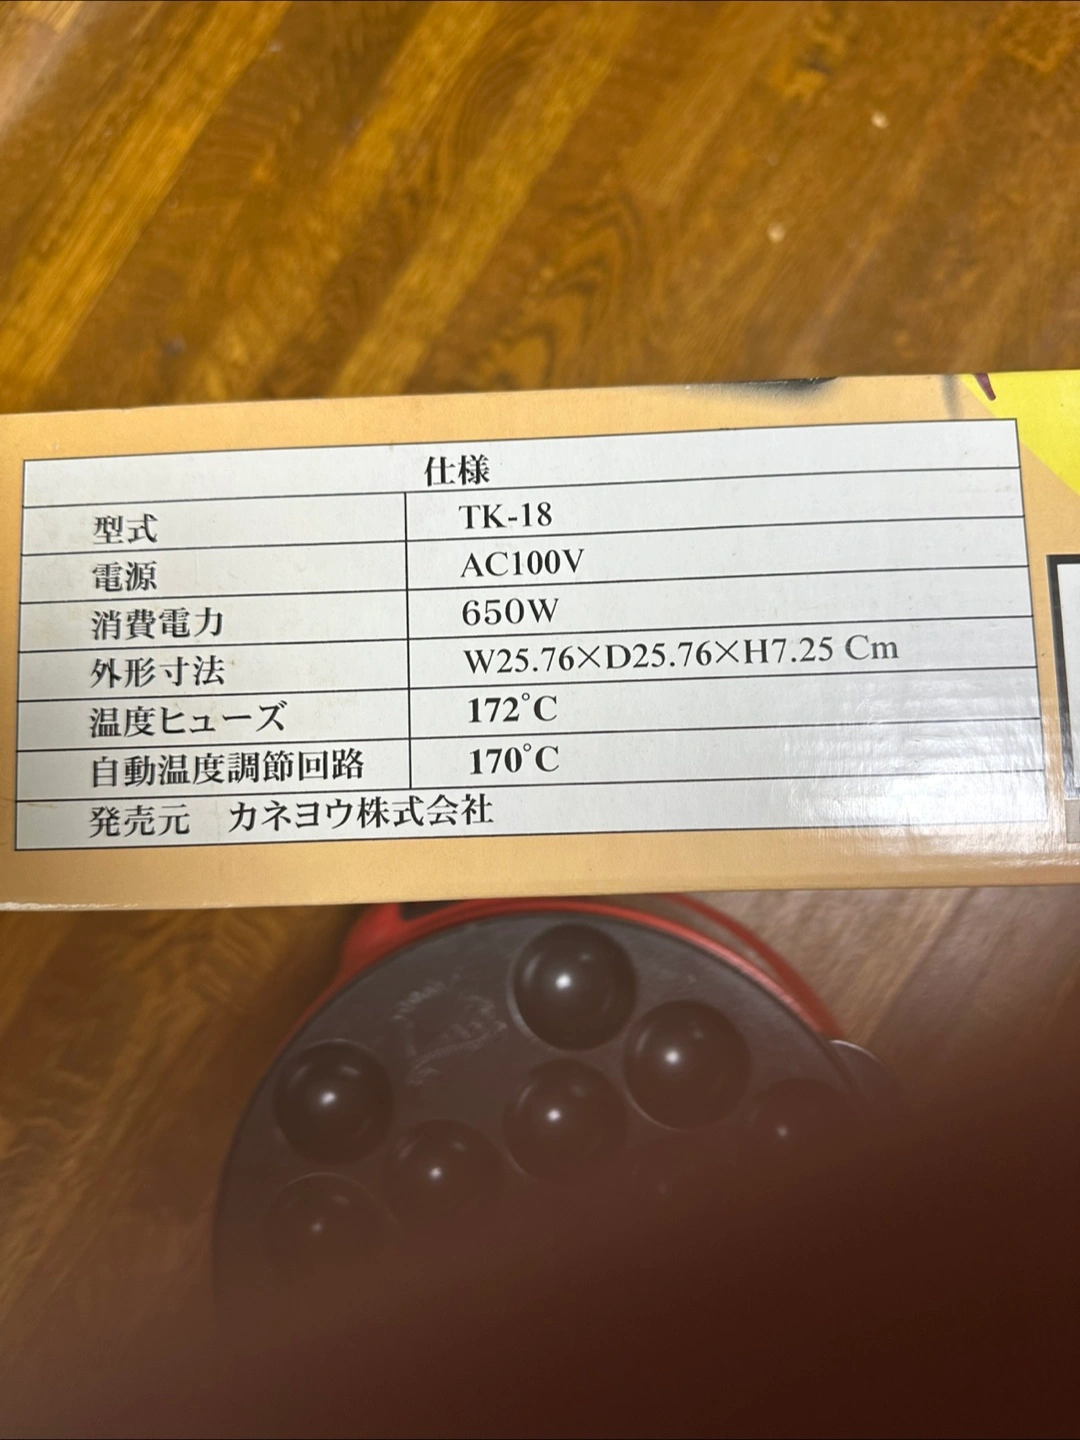 仕様
型式 TK-18
電源 AC100V
消費電力 650W
外形寸法 W25.76×D25.76×H7.25 Cm
温度ヒューズ 172°C
自動温度調節回路 170°C
発売元 カネヨウ株式会社